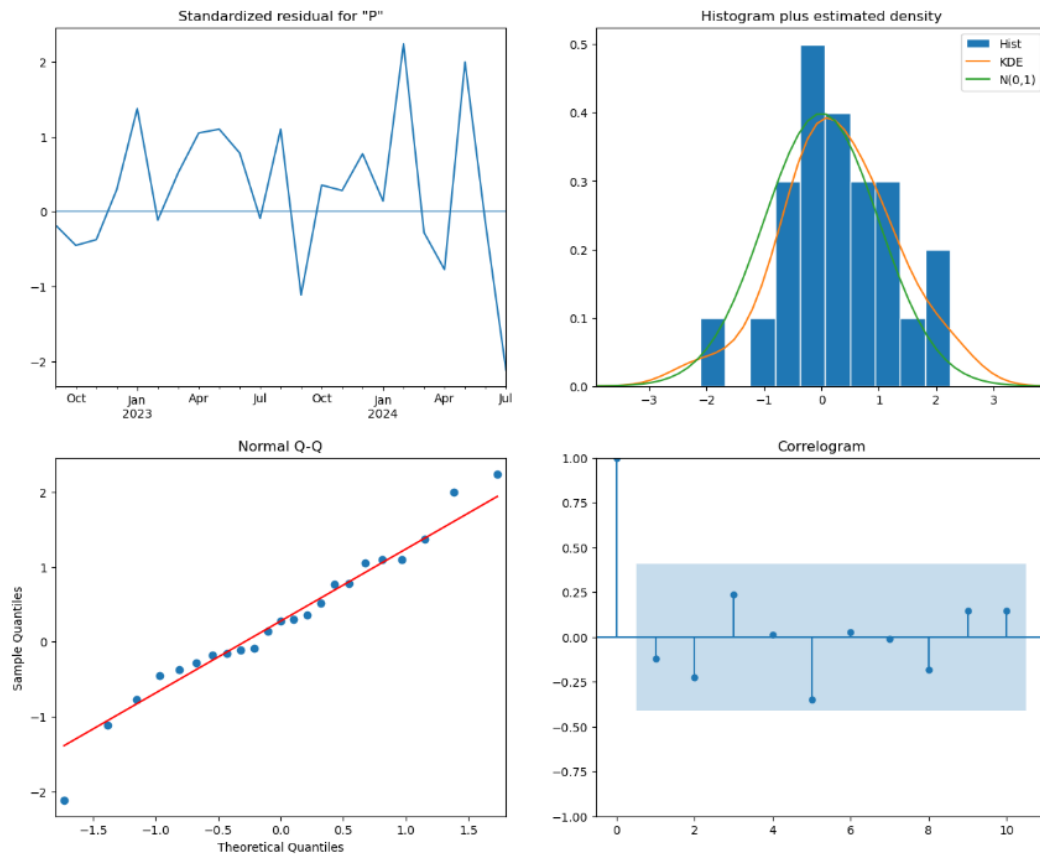 Standardized residual for "P"
2
1
0
−1
−2
Oct
Jan
2023
Apr
Jul
Oct
Jan
2024
Apr
Jul
Histogram plus estimated density
Hist
KDE
N(0,1)
0.5
0.4
0.3
0.2
0.1
0.0
−3 −2 −1 0 1 2 3
Normal Q-Q
Sample Quantiles
2
1
0
−1
−2
−1.5 −1.0 −0.5 0.0 0.5 1.0 1.5
Theoretical Quantiles
Correlogram
1.00
0.75
0.50
0.25
0.00
−0.25
−0.50
−0.75
−1.00
0 2 4 6 8 10